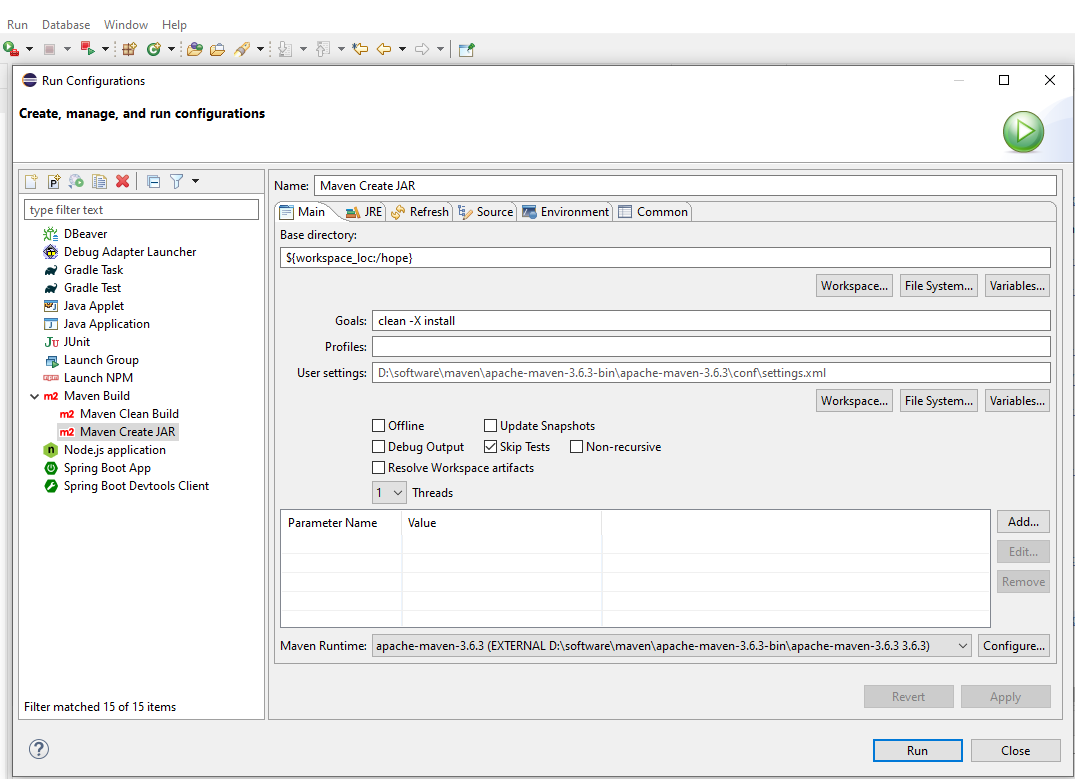 Run Database Window Help
Run Configurations
Create, manage, and run configurations
type filter text
DBeaver
Debug Adapter Launcher
Gradle Task
Gradle Test
Java Applet
Java Application
Ju JUnit
Launch Group
Launch NPM
m2 Maven Build
m2 Maven Clean Build
m2 Maven Create JAR
Node.js application
Spring Boot App
Spring Boot Devtools Client
Filter matched 15 of 15 items
Name: Maven Create JAR
Main JRE Refresh Source Environment Common
Base directory:
${workspace_loc:/hope}
Workspace... File System... Variables...
Goals: clean -X install
Profiles:
User settings: D:\software\maven\apache-maven-3.6.3-bin\apache-maven-3.6.3\conf\settings.xml
Workspace... File System... Variables...
Offline Update Snapshots
Debug Output Skip Tests Non-recursive
Resolve Workspace artifacts
1 Threads
Parameter Name Value
Add...
Edit...
Remove
Maven Runtime: apache-maven-3.6.3 (EXTERNAL D:\software\maven\apache-maven-3.6.3-bin\apache-maven-3.6.3 3.6.3) Configure...
Revert Apply
? Run Close